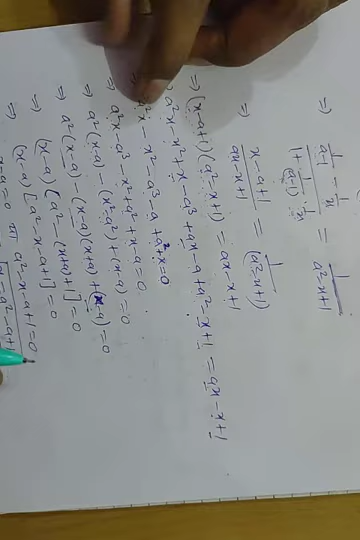 ⇒ (1/(a-1) - 1/x) / (1 + 1/(a-1) · 1/x) = 1/(a²-x+1)
⇒ (x-a+1)/(ax-x+1) = 1/(a²-x+1)
⇒ (x-a+1)(a²-x+1) = ax-x+1
a²x-x²+x-a³+ax-a+a²-x+1 = ax-x+1
a²x-x²-a³-a+a²+x=0
⇒ a²x-a³-x²+a²+x-a=0
⇒ a²(x-a)-(x²-a²)+(x-a)=0
⇒ a²(x-a)-(x-a)(x+a)+(x-a)=0
⇒ (x-a)[a²-(x+a)+1]=0
⇒ (x-a)[a²-x-a+1]=0
x-a=0 a²-x-a+1=0